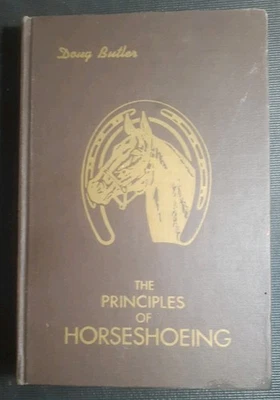 Doug Butler
THE
PRINCIPLES
OF
HORSESHOEING